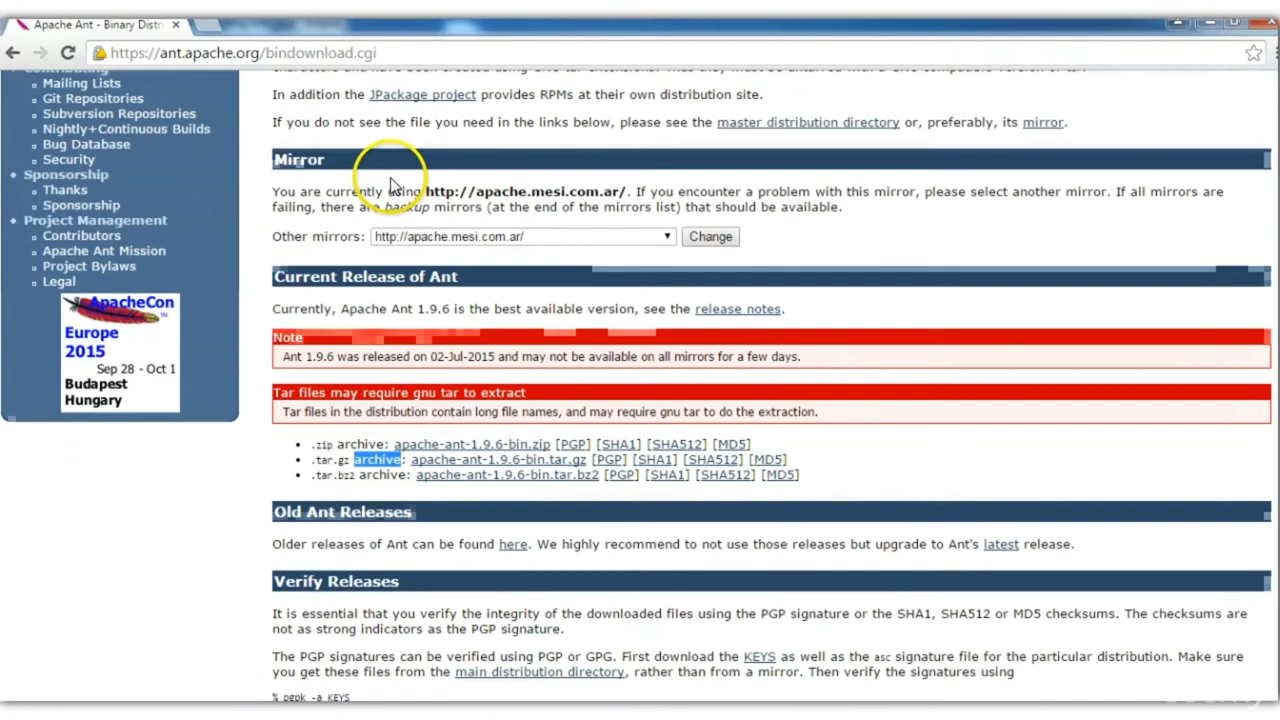 Apache Ant - Binary Distri
https://ant.apache.org/bindownload.cgi
Contributing
Mailing Lists
Git Repositories
Subversion Repositories
Nightly+Continuous Builds
Bug Database
Security
Sponsorship
Thanks
Sponsorship
Project Management
Contributors
Apache Ant Mission
Project Bylaws
Legal
ApacheCon
TM
Europe
2015
Sep 28 - Oct 1
Budapest
Hungary
In addition the JPackage project provides RPMs at their own distribution site.
If you do not see the file you need in the links below, please see the master distribution directory or, preferably, its mirror.
Mirror
You are currently using http://apache.mesi.com.ar/. If you encounter a problem with this mirror, please select another mirror. If all mirrors are
failing, there are backup mirrors (at the end of the mirrors list) that should be available.
Other mirrors: http://apache.mesi.com.ar/ Change
Current Release of Ant
Currently, Apache Ant 1.9.6 is the best available version, see the release notes.
Note
Ant 1.9.6 was released on 02-Jul-2015 and may not be available on all mirrors for a few days.
Tar files may require gnu tar to extract
Tar files in the distribution contain long file names, and may require gnu tar to do the extraction.
.zip archive: apache-ant-1.9.6-bin.zip [PGP] [SHA1] [SHA512] [MD5]
.tar.gz archive: apache-ant-1.9.6-bin.tar.gz [PGP] [SHA1] [SHA512] [MD5]
.tar.bz2 archive: apache-ant-1.9.6-bin.tar.bz2 [PGP] [SHA1] [SHA512] [MD5]
Old Ant Releases
Older releases of Ant can be found here. We highly recommend to not use those releases but upgrade to Ant's latest release.
Verify Releases
It is essential that you verify the integrity of the downloaded files using the PGP signature or the SHA1, SHA512 or MD5 checksums. The checksums are
not as strong indicators as the PGP signature.
The PGP signatures can be verified using PGP or GPG. First download the KEYS as well as the asc signature file for the particular distribution. Make sure
you get these files from the main distribution directory, rather than from a mirror. Then verify the signatures using
% pgpk -a KEYS